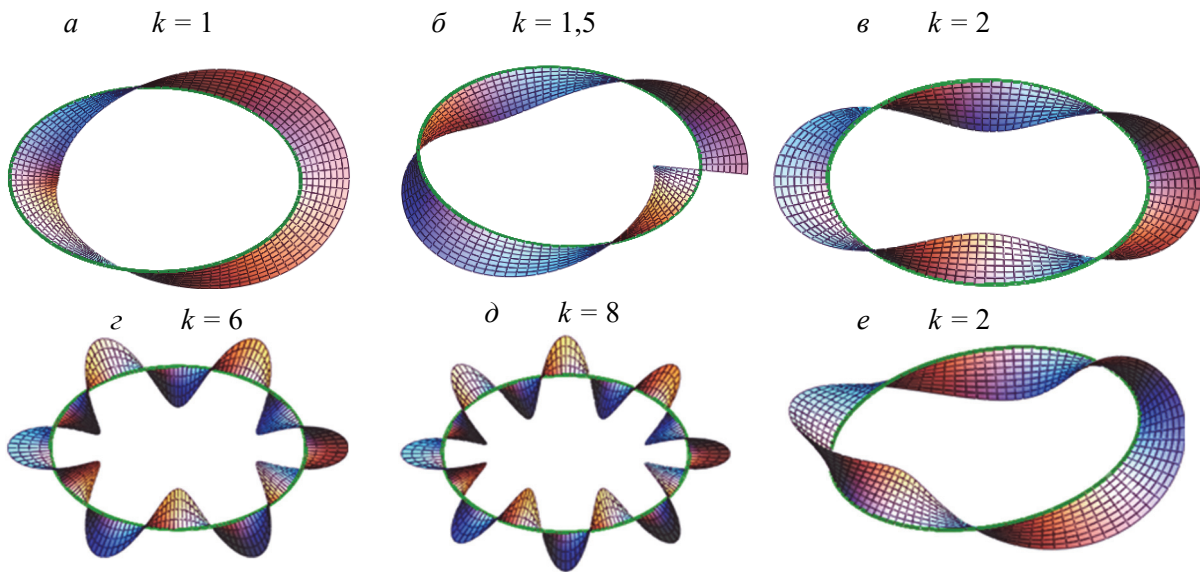 а k = 1
б k = 1,5
в k = 2
г k = 6
д k = 8
е k = 2